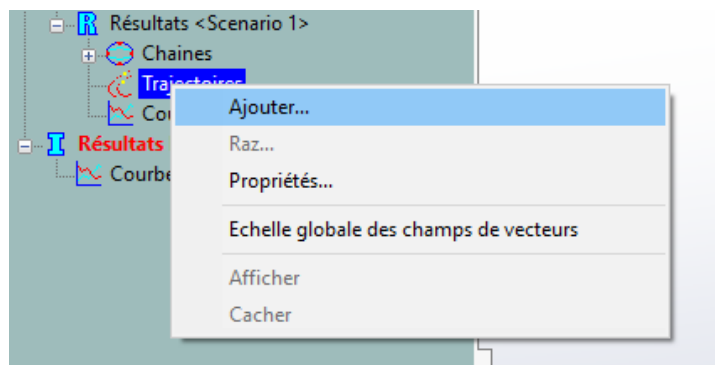 Résultats <Scenario 1>
Chaines
Trajectoires
Ajouter...
Résultats
Raz...
Propriétés...
Echelle globale des champs de vecteurs
Afficher
Cacher